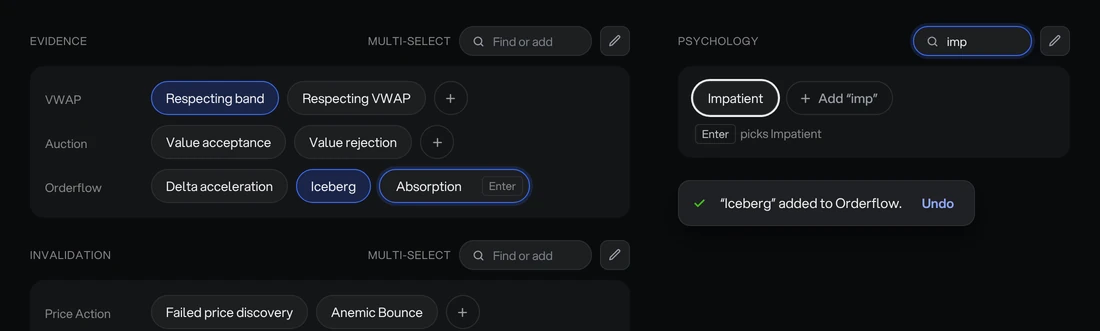 EVIDENCE
MULTI-SELECT
Find or add
VWAP
Respecting band
Respecting VWAP
+
Auction
Value acceptance
Value rejection
+
Orderflow
Delta acceleration
Iceberg
Absorption
Enter
INVALIDATION
MULTI-SELECT
Find or add
Price Action
Failed price discovery
Anemic Bounce
+
PSYCHOLOGY
imp
Impatient
+ Add “imp”
Enter picks Impatient
“Iceberg” added to Orderflow. Undo